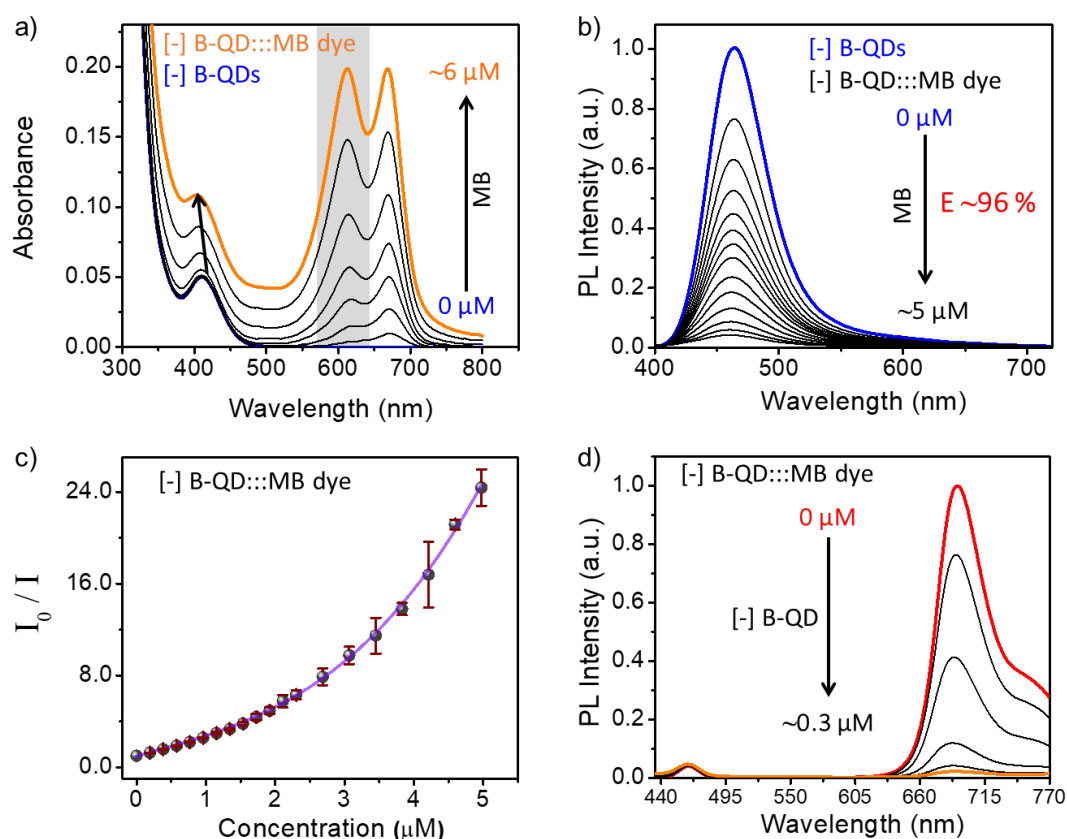 a)
[-] B-QD:::MB dye
[-] B-QDs
~6 µM
MB
0 µM
0.20
0.15
0.10
0.05
0.00
Absorbance
300 400 500 600 700 800
Wavelength (nm)
b)
[-] B-QDs
[-] B-QD:::MB dye
0 µM
MB
E ~96 %
~5 µM
1.0
0.8
0.6
0.4
0.2
0.0
PL Intensity (a.u.)
400 500 600 700
Wavelength (nm)
c)
[-] B-QD:::MB dye
24.0
16.0
8.0
0.0
I0 / I
0 1 2 3 4 5
Concentration (µM)
d)
[-] B-QD:::MB dye
0 µM
[-] B-QD
~0.3 µM
1.0
0.8
0.6
0.4
0.2
0.0
PL Intensity (a.u.)
440 495 550 605 660 715 770
Wavelength (nm)